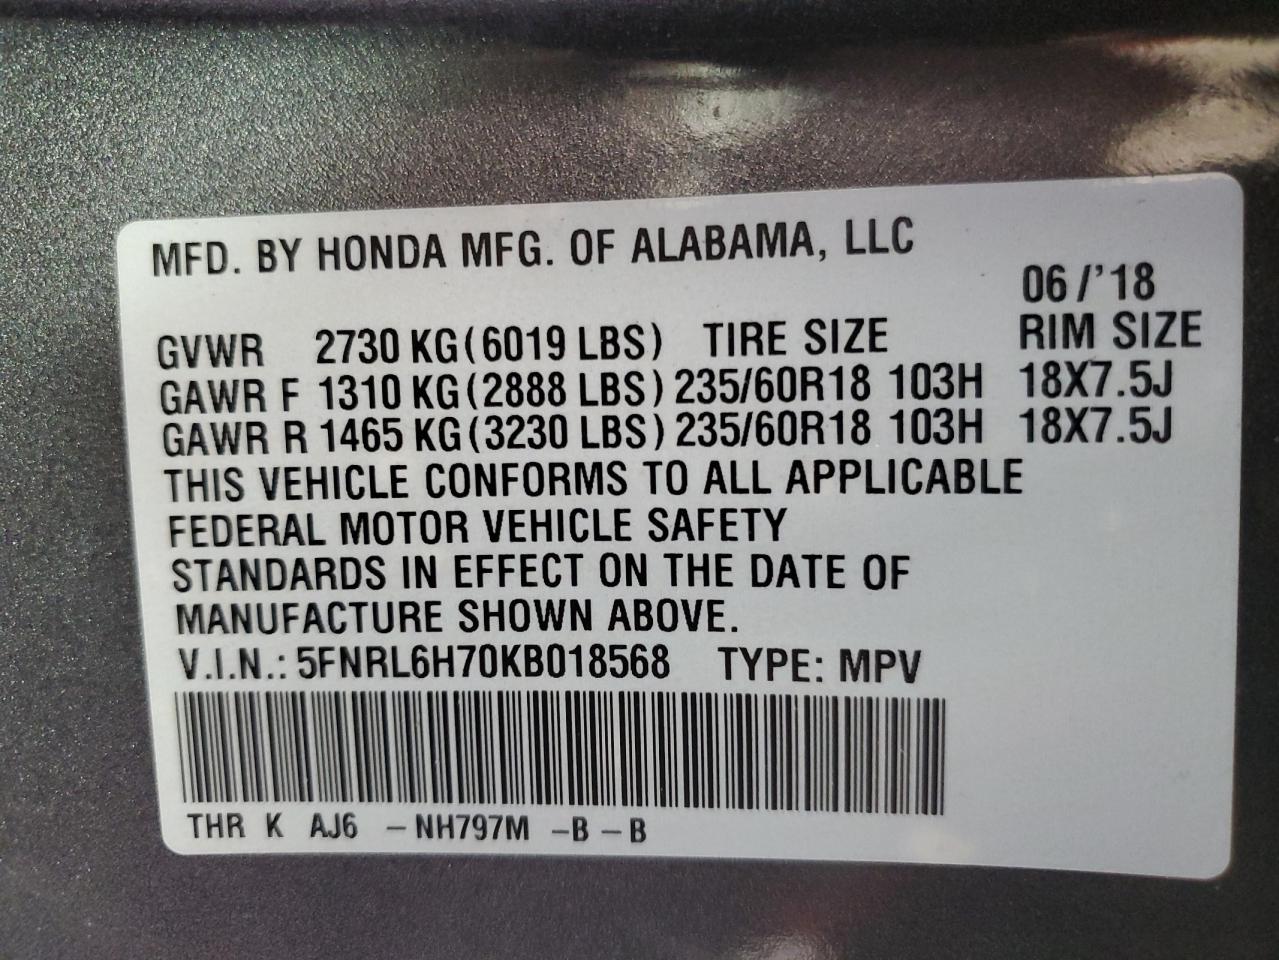 MFD. BY HONDA MFG. OF ALABAMA, LLC
06/'18
GVWR 2730 KG(6019 LBS) TIRE SIZE RIM SIZE
GAWR F 1310 KG(2888 LBS) 235/60R18 103H 18X7.5J
GAWR R 1465 KG(3230 LBS) 235/60R18 103H 18X7.5J
THIS VEHICLE CONFORMS TO ALL APPLICABLE
FEDERAL MOTOR VEHICLE SAFETY
STANDARDS IN EFFECT ON THE DATE OF
MANUFACTURE SHOWN ABOVE.
V.I.N.: 5FNRL6H70KB018568 TYPE: MPV
THR K AJ6 -NH797M -B-B